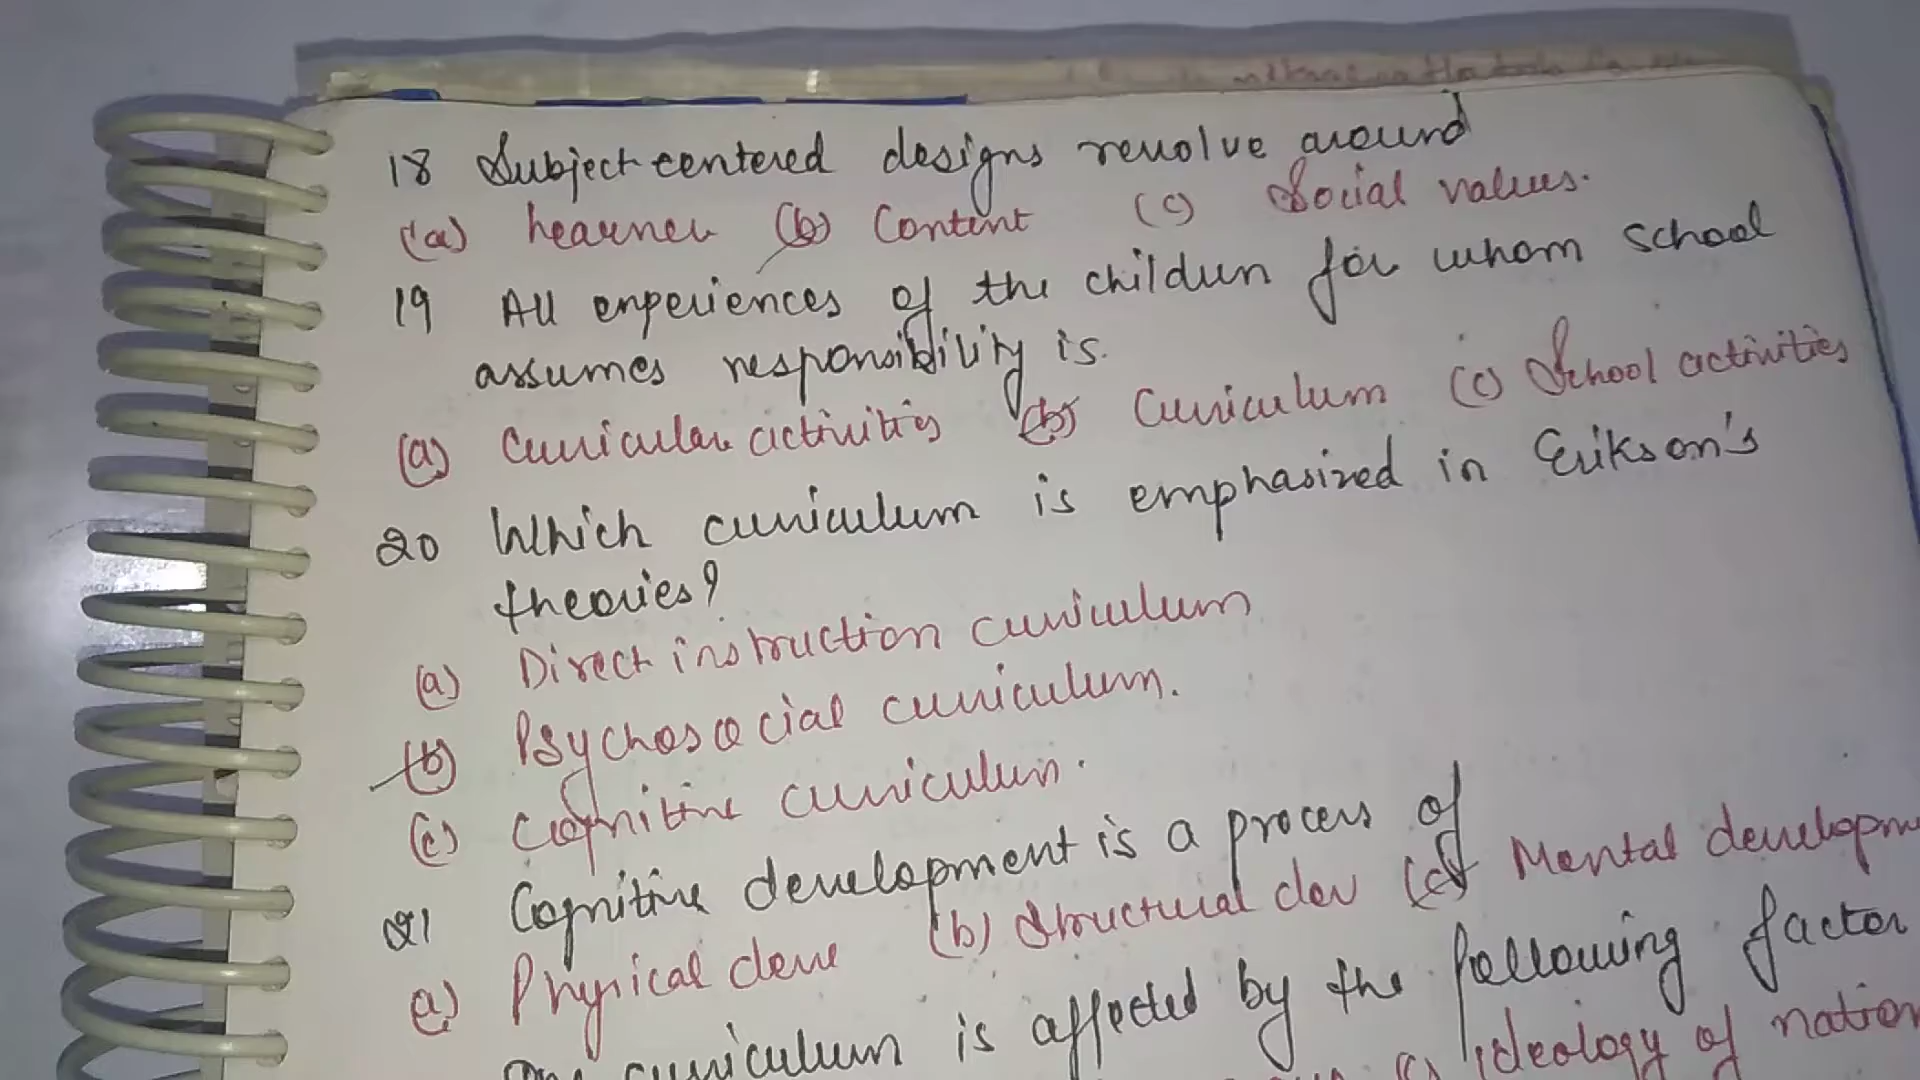 18 Subject centered designs revolve around
(a) Learner (b) Content (c) Social values.
19 All experiences of the children for whom school
assumes responsibility is.
(a) Curricular activities (b) Curriculum (c) School activities
20 Which curriculum is emphasized in Erikson's
theories?
(a) Direct instruction curriculum
(b) Psychosocial curriculum.
(c) Cognitive curriculum.
21 Cognitive development is a process of
(a) Physical deve (b) Structural dev (c) Mental developme
curriculum is affected by the following factor
(c) ideology of nation